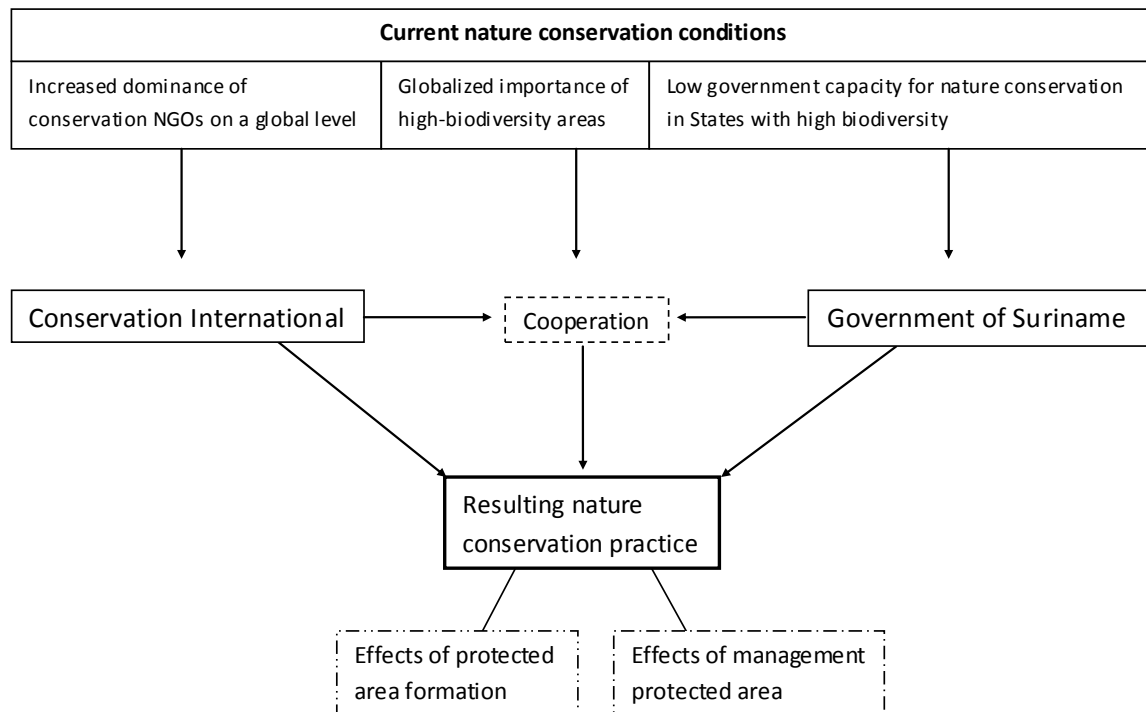 Current nature conservation conditions
Increased dominance of
conservation NGOs on a global level
Globalized importance of
high-biodiversity areas
Low government capacity for nature conservation
in States with high biodiversity
Conservation International
Cooperation
Government of Suriname
Resulting nature
conservation practice
Effects of protected
area formation
Effects of management
protected area